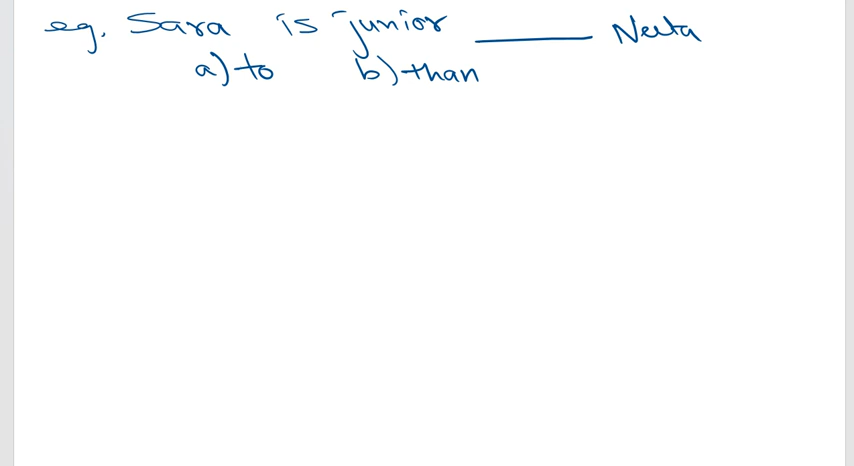 eg. Sara is junior ______ Neeta
a) to b) than